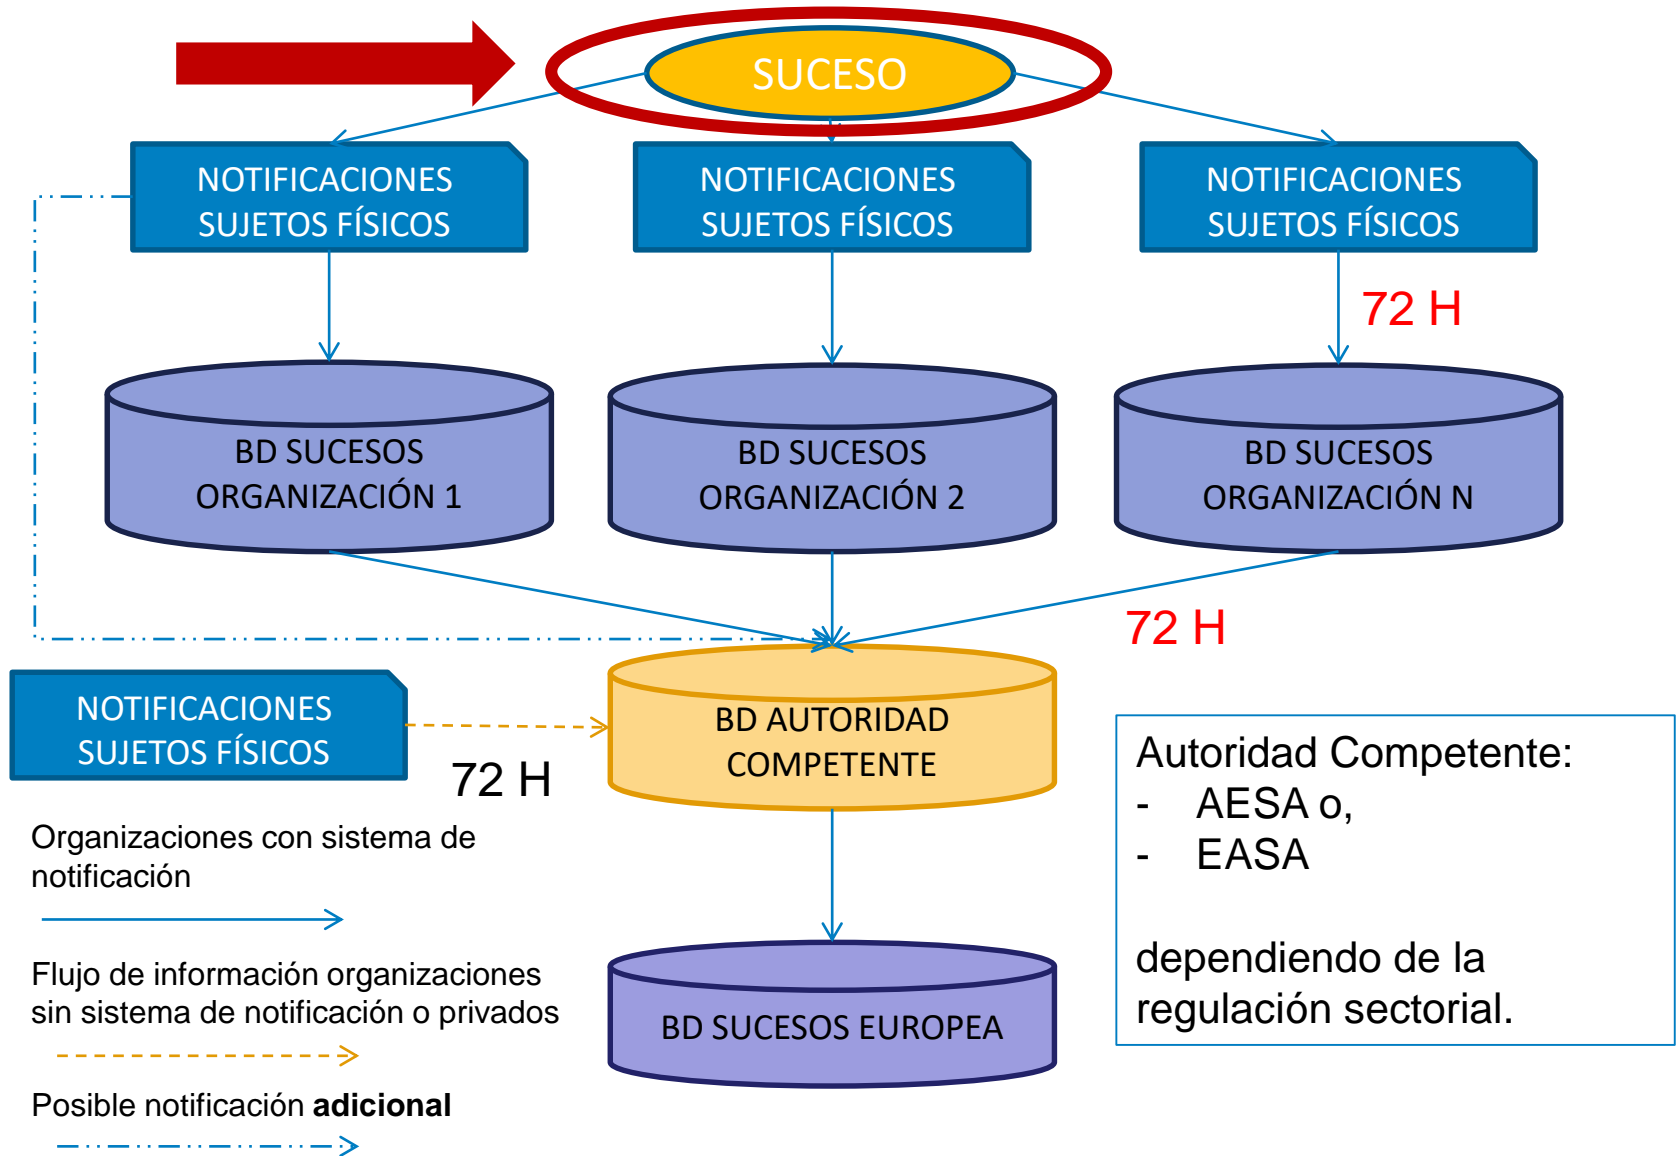 SUCESO
NOTIFICACIONES
SUJETOS FÍSICOS
NOTIFICACIONES
SUJETOS FÍSICOS
NOTIFICACIONES
SUJETOS FÍSICOS
72 H
BD SUCESOS
ORGANIZACIÓN 1
BD SUCESOS
ORGANIZACIÓN 2
BD SUCESOS
ORGANIZACIÓN N
72 H
NOTIFICACIONES
SUJETOS FÍSICOS
72 H
BD AUTORIDAD
COMPETENTE
Autoridad Competente:
- AESA o,
- EASA
dependiendo de la
regulación sectorial.
Organizaciones con sistema de
notificación
Flujo de información organizaciones
sin sistema de notificación o privados
Posible notificación adicional
BD SUCESOS EUROPEA